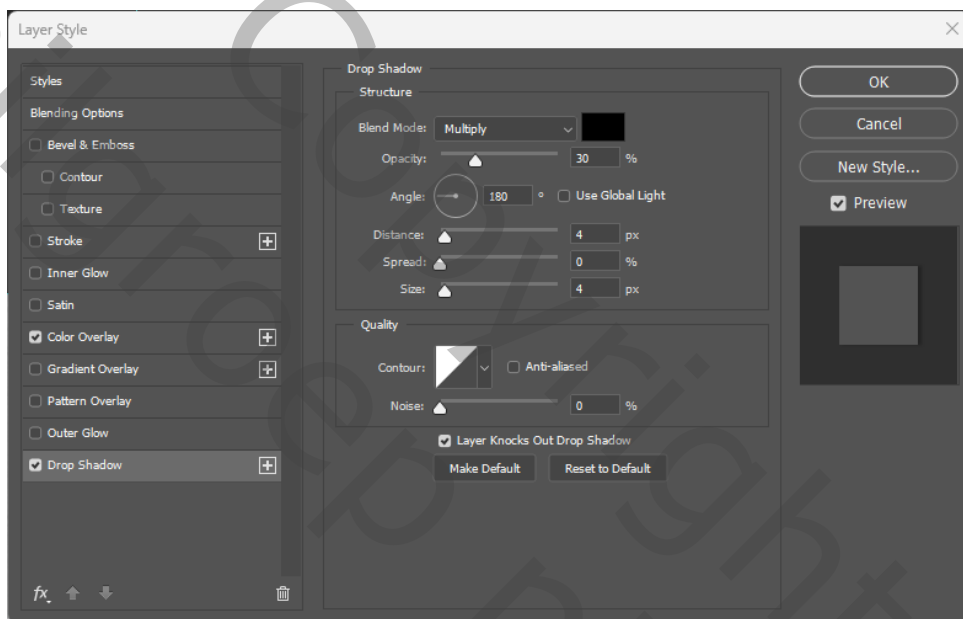 Layer Style
Styles
Blending Options
Bevel & Emboss
Contour
Texture
Stroke
Inner Glow
Satin
Color Overlay
Gradient Overlay
Pattern Overlay
Outer Glow
Drop Shadow
fx
Drop Shadow
Structure
Blend Mode: Multiply
Opacity: 30 %
Angle: 180 ° Use Global Light
Distance: 4 px
Spread: 0 %
Size: 4 px
Quality
Contour: Anti-aliased
Noise: 0 %
Layer Knocks Out Drop Shadow
Make Default Reset to Default
OK
Cancel
New Style...
Preview
Copyright